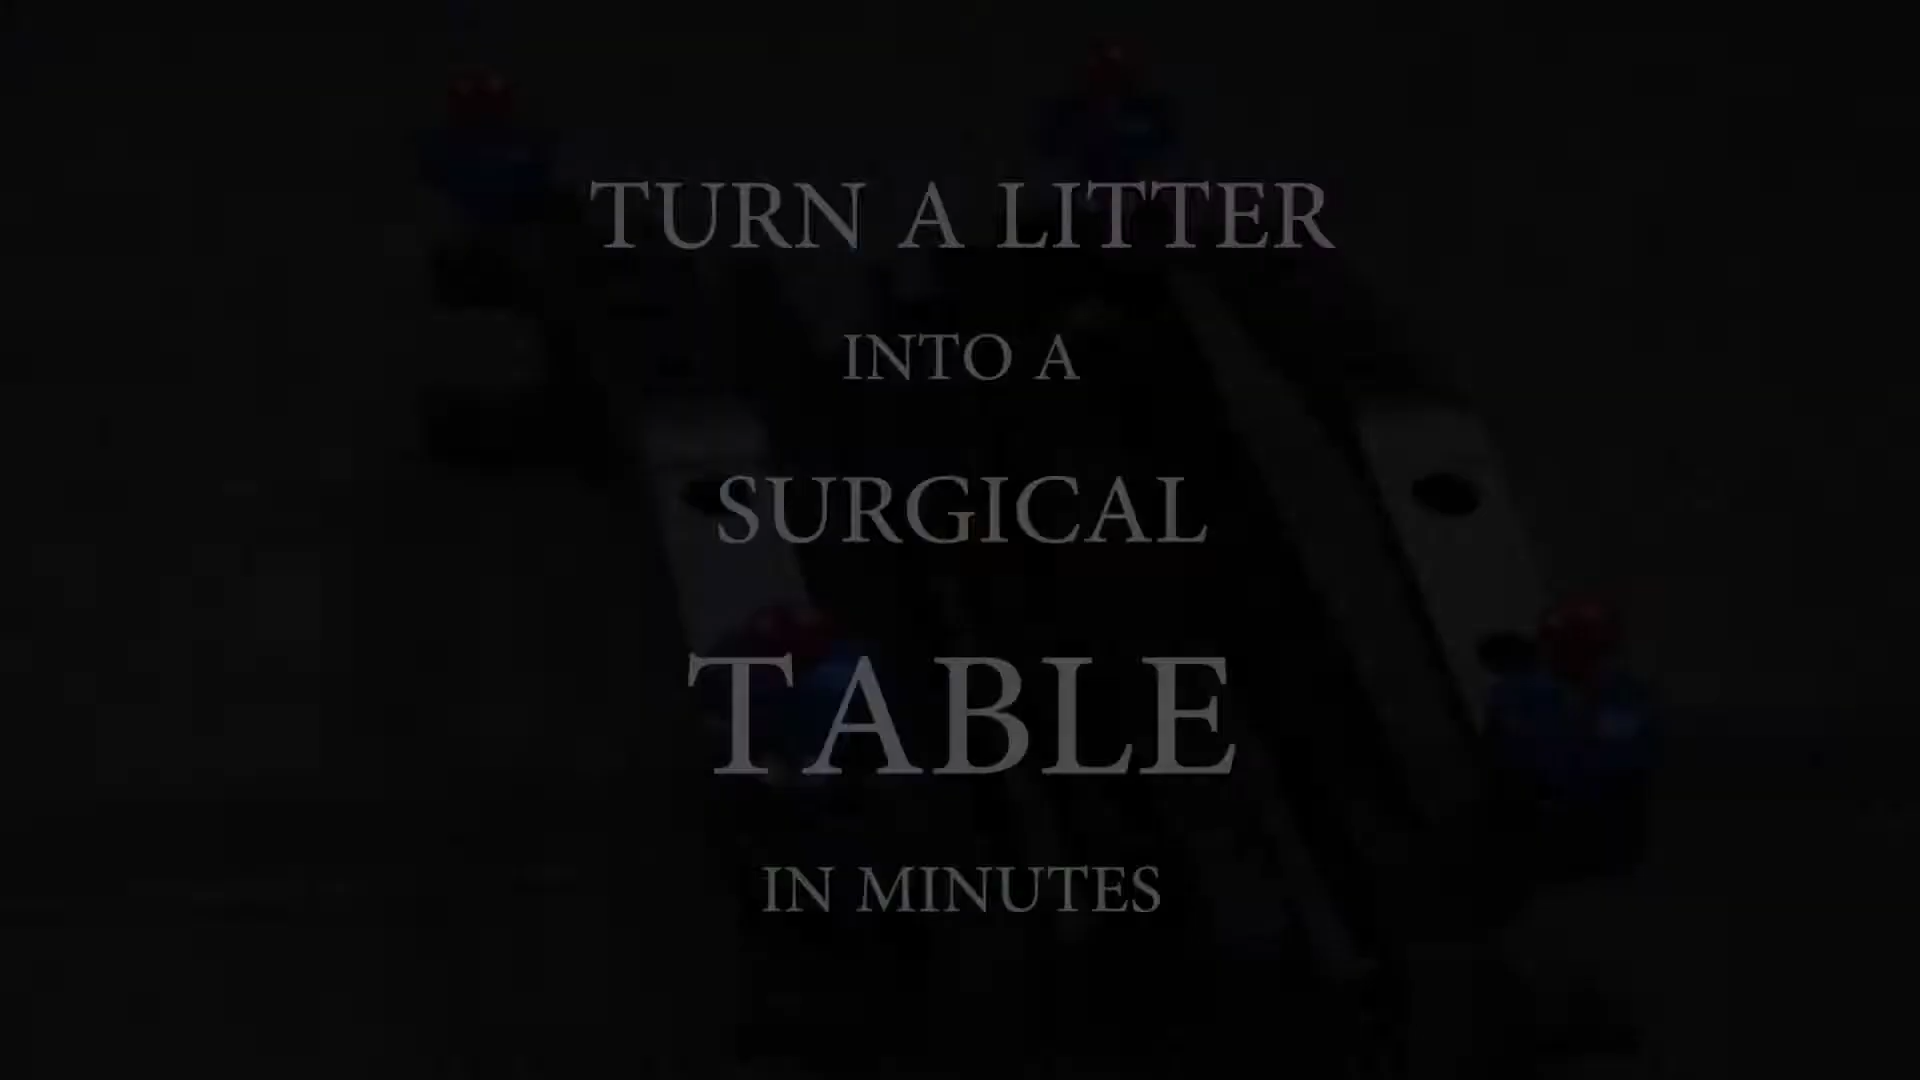 TURN A LITTER
INTO A
SURGICAL
TABLE
IN MINUTES